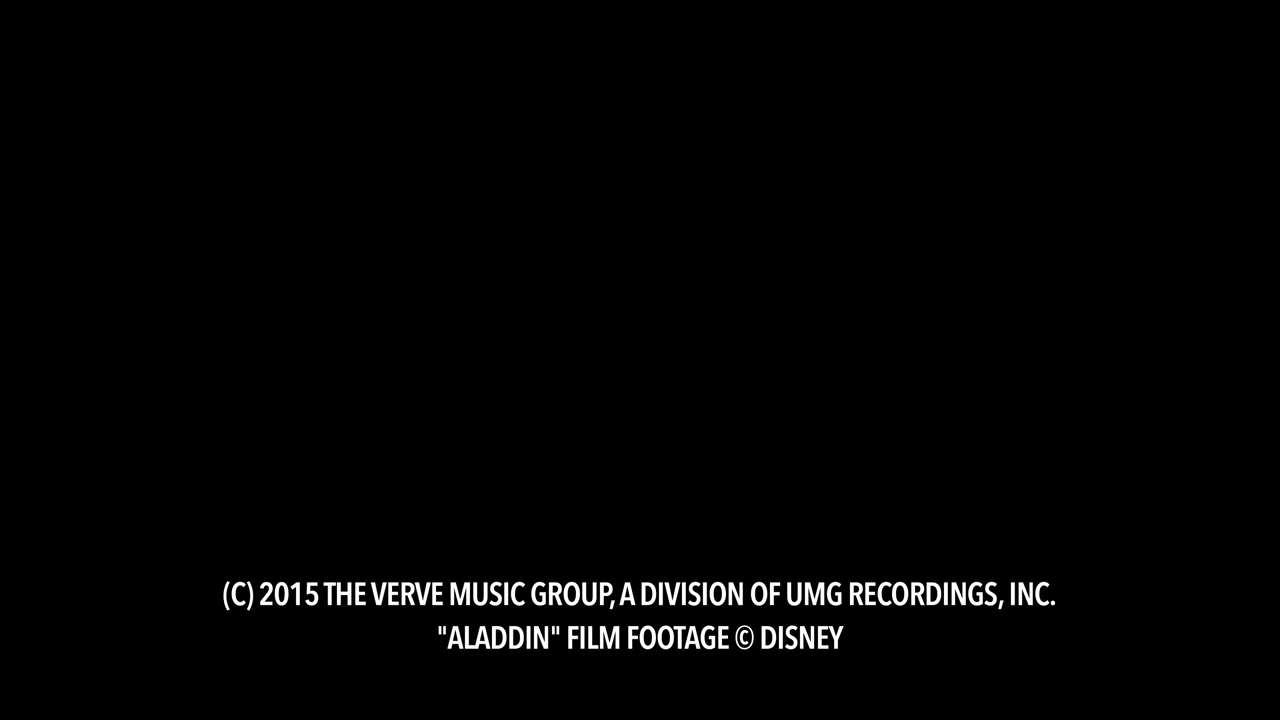 (C) 2015 THE VERVE MUSIC GROUP, A DIVISION OF UMG RECORDINGS, INC.
"ALADDIN" FILM FOOTAGE © DISNEY